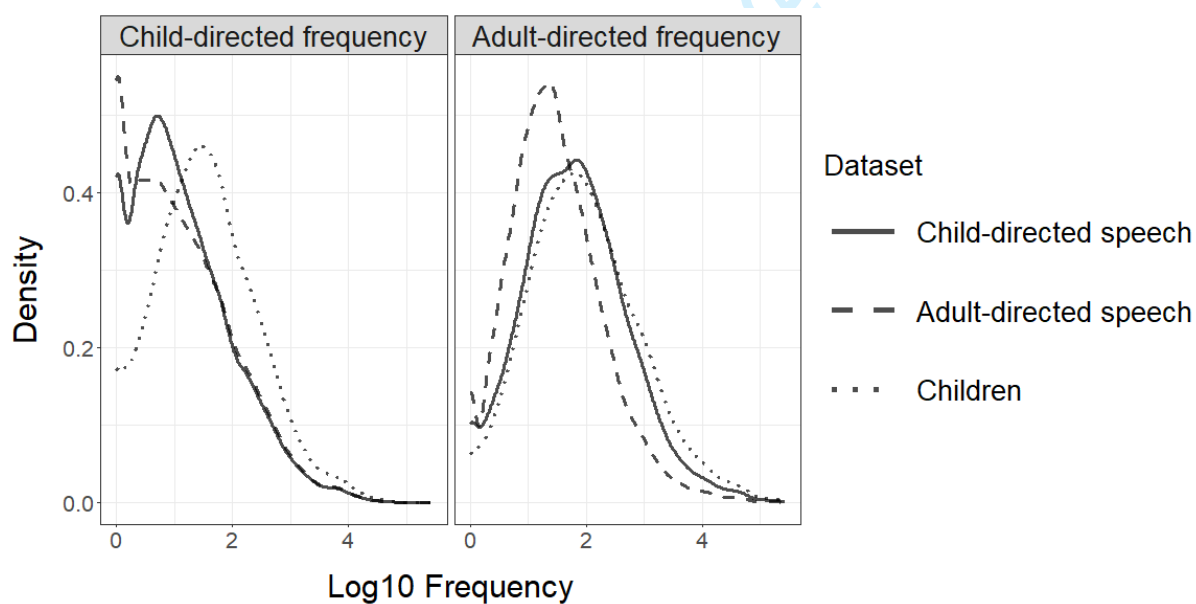 Child-directed frequency
Adult-directed frequency
0.4
0.2
0.0
Density
0 2 4
0 2 4
Log10 Frequency
Dataset
Child-directed speech
Adult-directed speech
Children